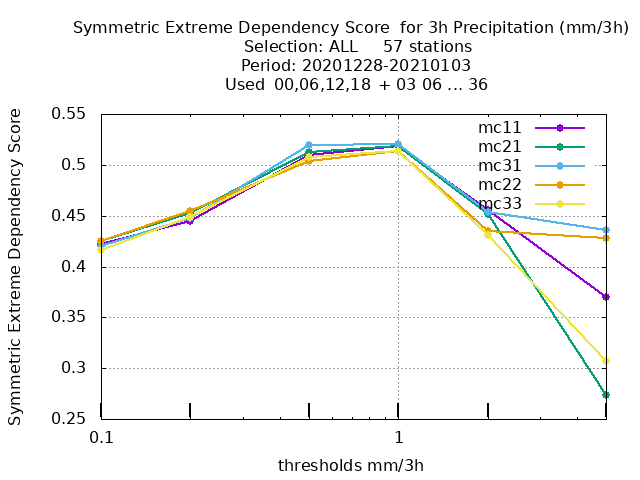 Symmetric Extreme Dependency Score  for 3h Precipitation (mm/3h)
Selection: ALL     57 stations
Period: 20201228-20210103
Used  00,06,12,18  + 03 06 ... 36
Symmetric Extreme Dependency Score
0.55
0.5
0.45
0.4
0.35
0.3
0.25
mc11
mc21
mc31
mc22
mc33
0.1
1
thresholds mm/3h